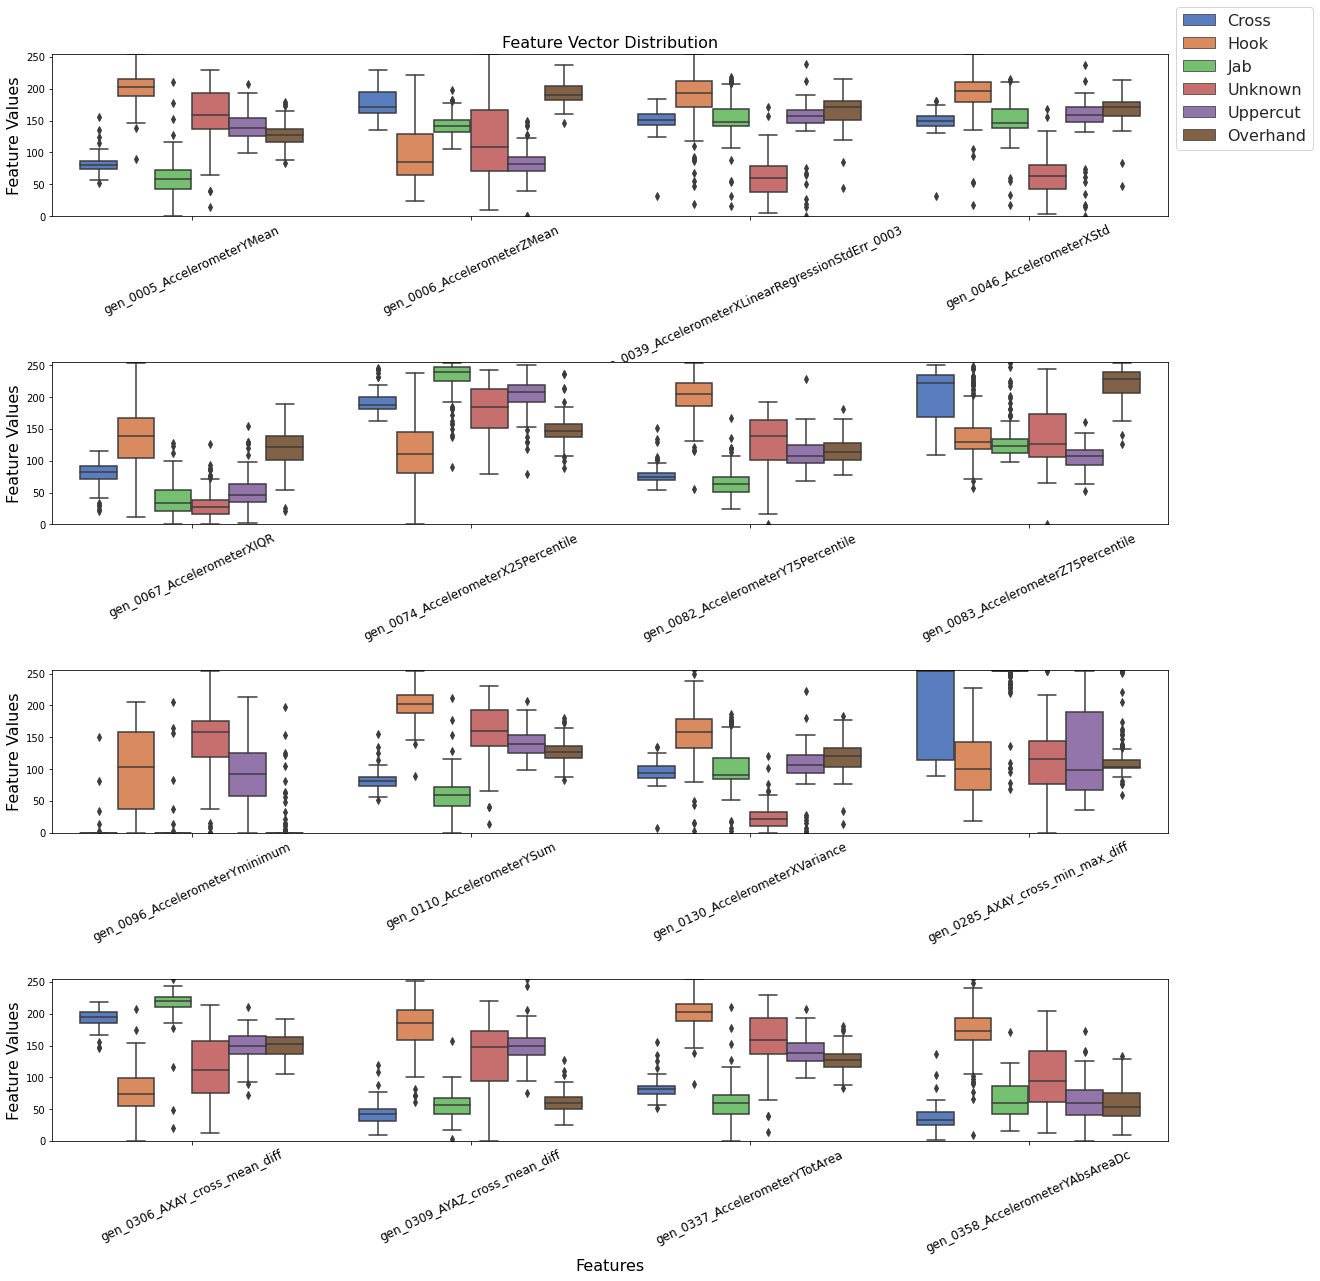 Feature Vector Distribution
Cross
Hook
Jab
Unknown
Uppercut
Overhand
Feature Values
250
200
150
100
50
0
gen_0005_AccelerometerYMean
gen_0006_AccelerometerZMean
_0039_AccelerometerXLinearRegressionStdErr_0003
gen_0046_AccelerometerXStd
Feature Values
250
200
150
100
50
0
gen_0067_AccelerometerXIQR
gen_0074_AccelerometerX25Percentile
gen_0082_AccelerometerY75Percentile
gen_0083_AccelerometerZ75Percentile
Feature Values
250
200
150
100
50
0
gen_0096_AccelerometerYminimum
gen_0110_AccelerometerYSum
gen_0130_AccelerometerXVariance
gen_0285_AXAY_cross_min_max_diff
Feature Values
250
200
150
100
50
0
gen_0306_AXAY_cross_mean_diff
gen_0309_AYAZ_cross_mean_diff
gen_0337_AccelerometerYTotArea
gen_0358_AccelerometerYAbsAreaDc
Features